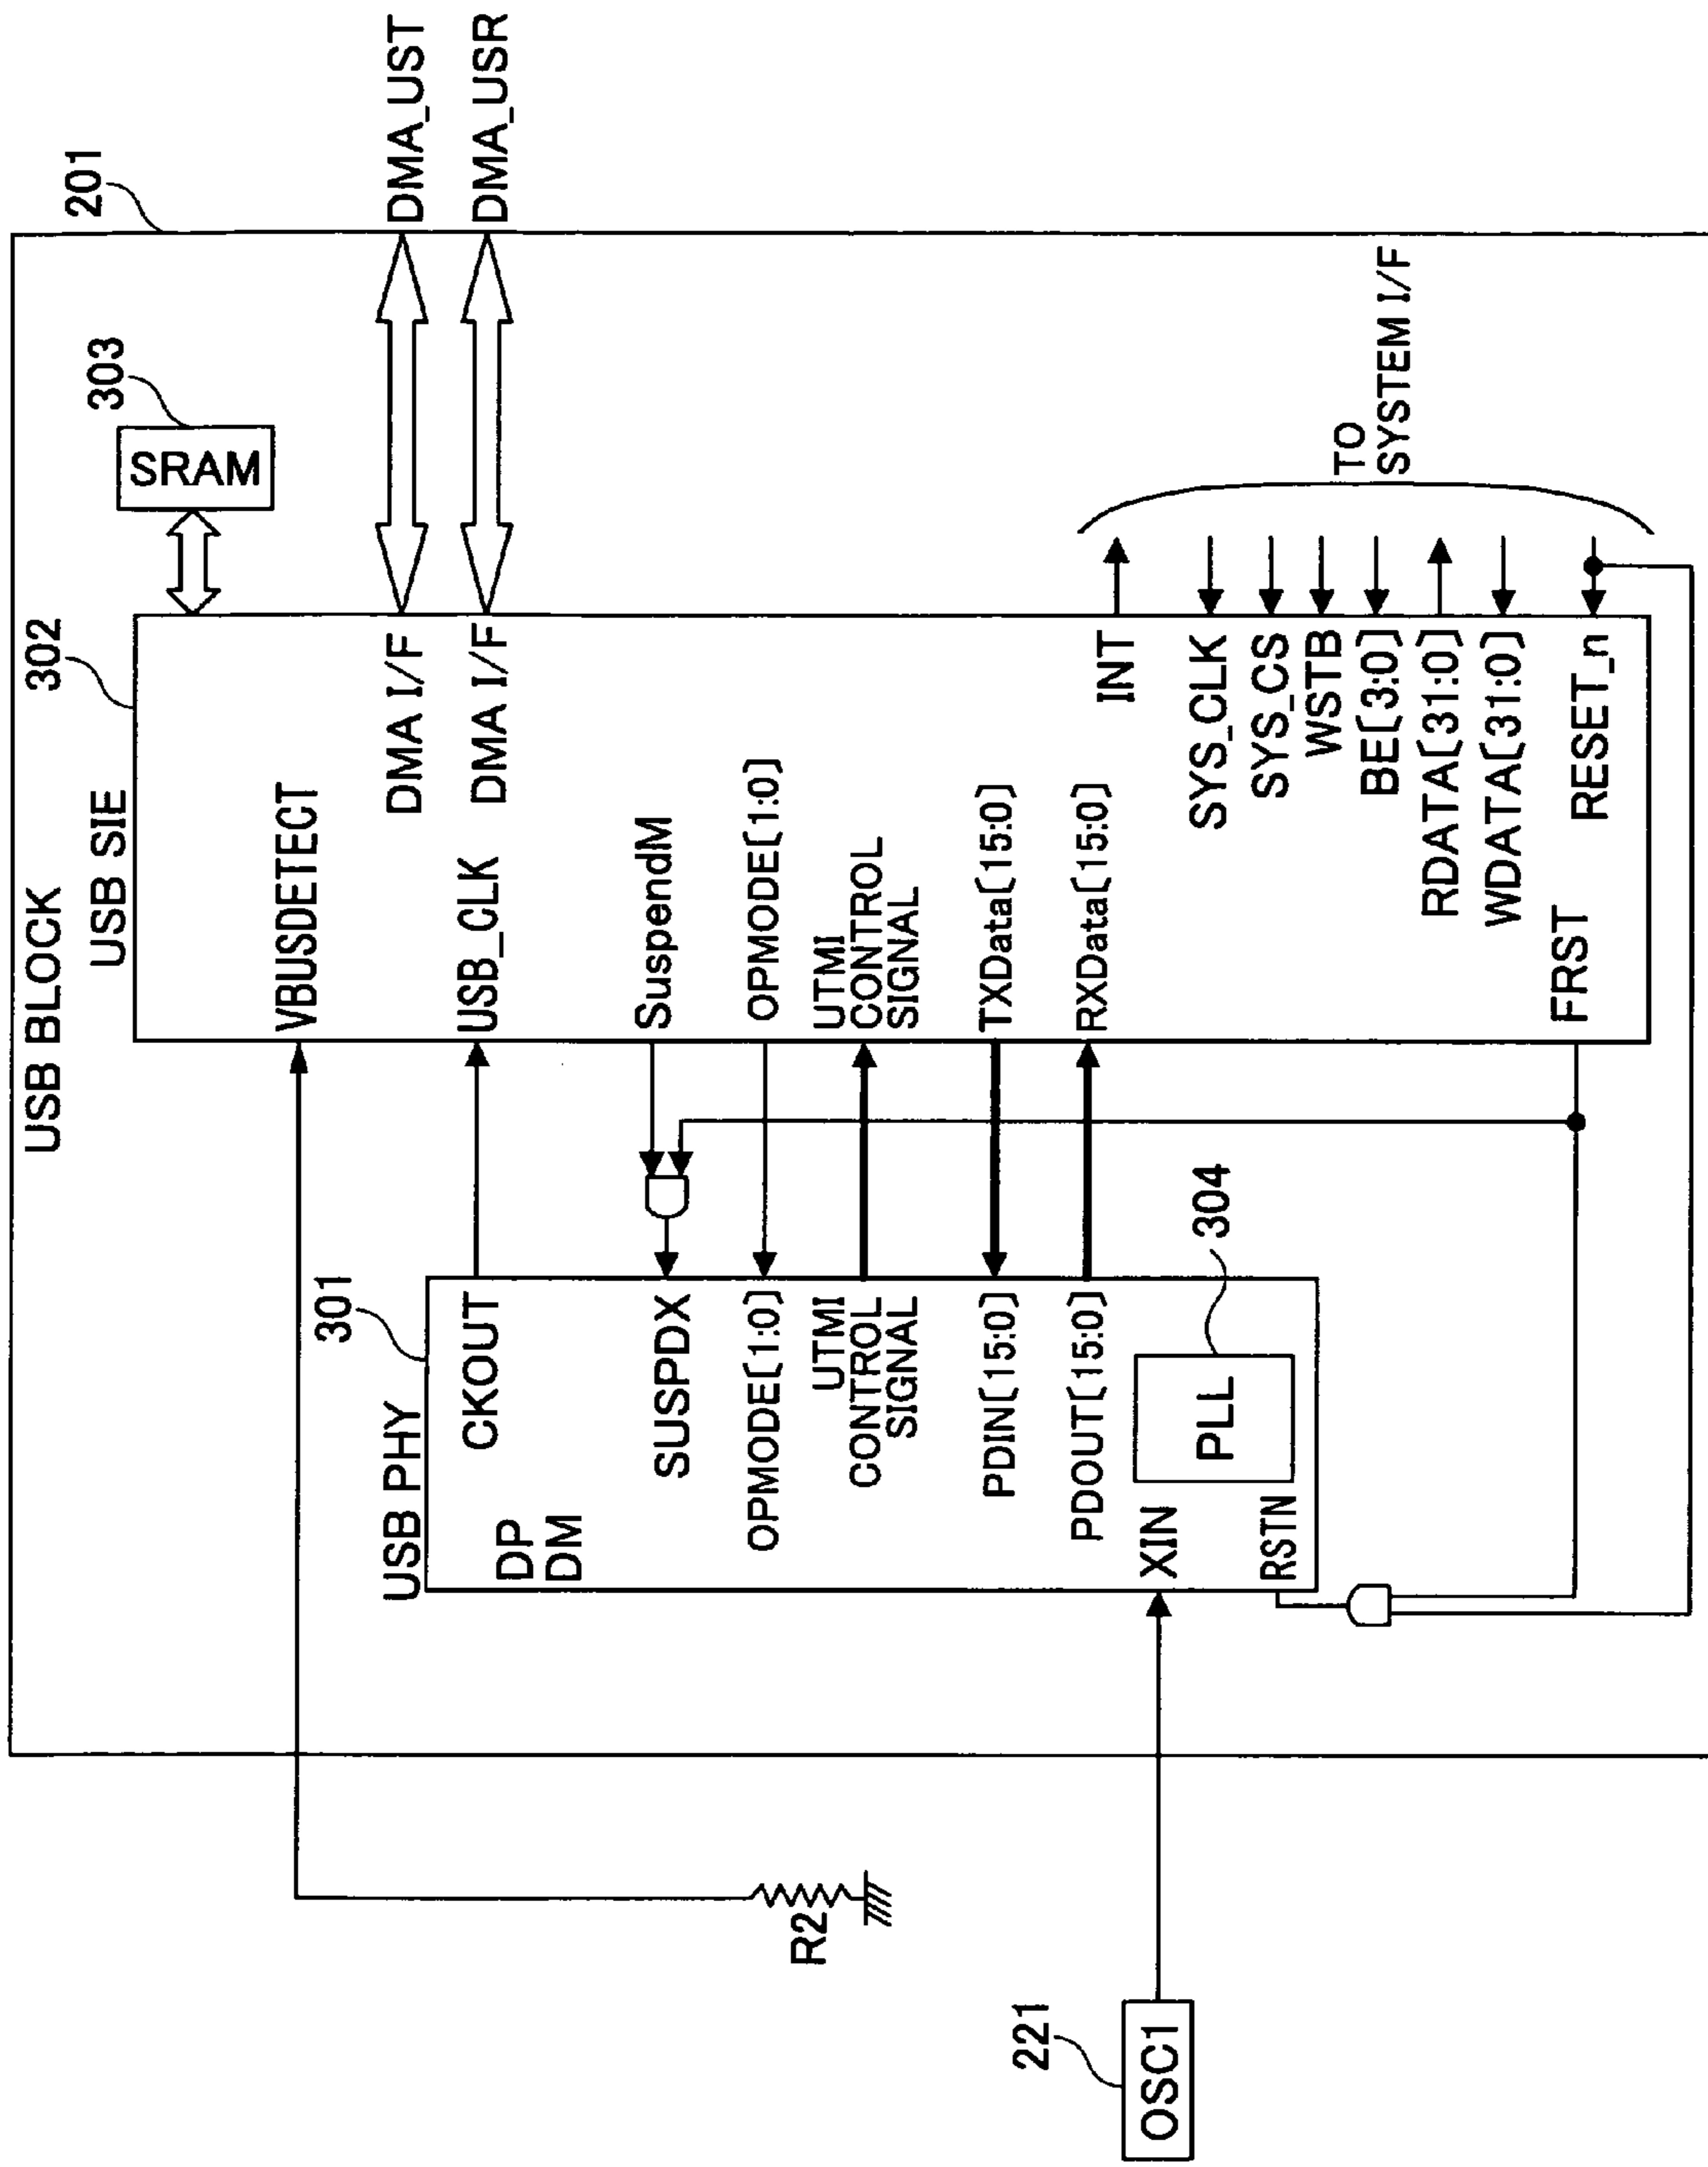 USB BLOCK
201
USB SIE
302
303
SRAM
DMA_UST
DMA_USR
VBUSDETECT
DMA I/F
USB_CLK
DMA I/F
SuspendM
OPMODE[1:0]
UTMI
CONTROL
SIGNAL
TXData[15:0]
RXData[15:0]
INT
SYS_CLK
SYS_CS
WSTB
BE[3:0]
RDATA[31:0]
WDATA[31:0]
RESET_n
FRST
TO
SYSTEM I/F
USB PHY
301
CKOUT
DP
DM
SUSPDX
OPMODE[1:0]
UTMI
CONTROL
SIGNAL
PDIN[15:0]
PDOUT[15:0]
XIN
PLL
304
RSTN
R2
221
OSC1